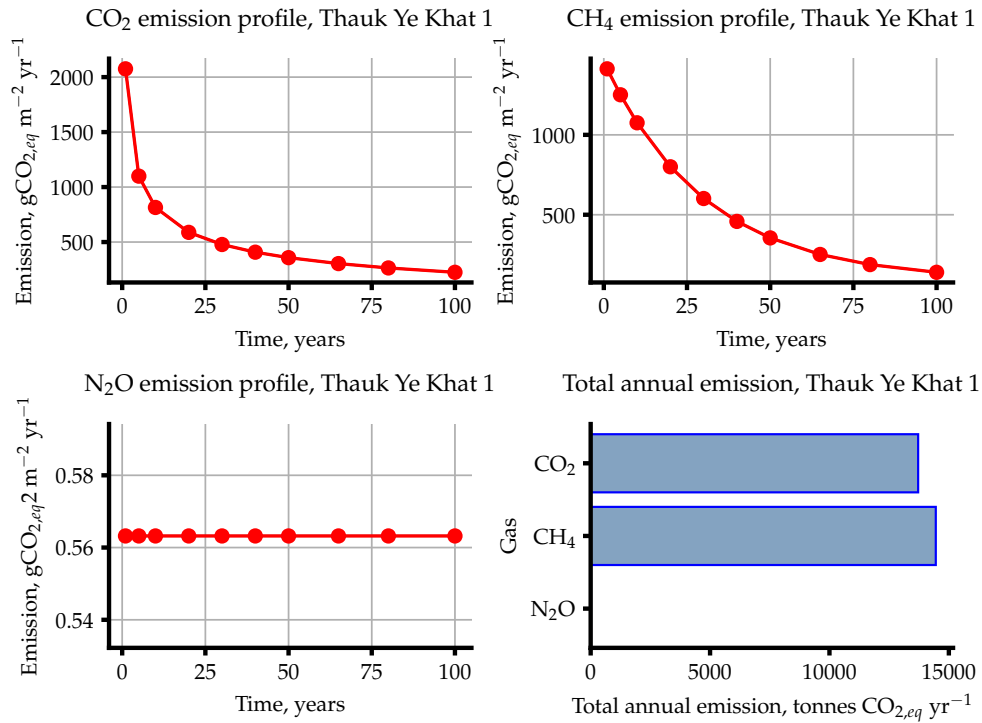 CO₂ emission profile, Thauk Ye Khat 1
Emission, gCO₂,eq m⁻² yr⁻¹
2000
1500
1000
500
0 25 50 75 100
Time, years
CH₄ emission profile, Thauk Ye Khat 1
Emission, gCO₂,eq m⁻² yr⁻¹
1000
500
0 25 50 75 100
Time, years
N₂O emission profile, Thauk Ye Khat 1
Emission, gCO₂,eq2 m⁻² yr⁻¹
0.58
0.56
0.54
0 25 50 75 100
Time, years
Total annual emission, Thauk Ye Khat 1
Gas
CO₂
CH₄
N₂O
0 5000 10000 15000
Total annual emission, tonnes CO₂,eq yr⁻¹